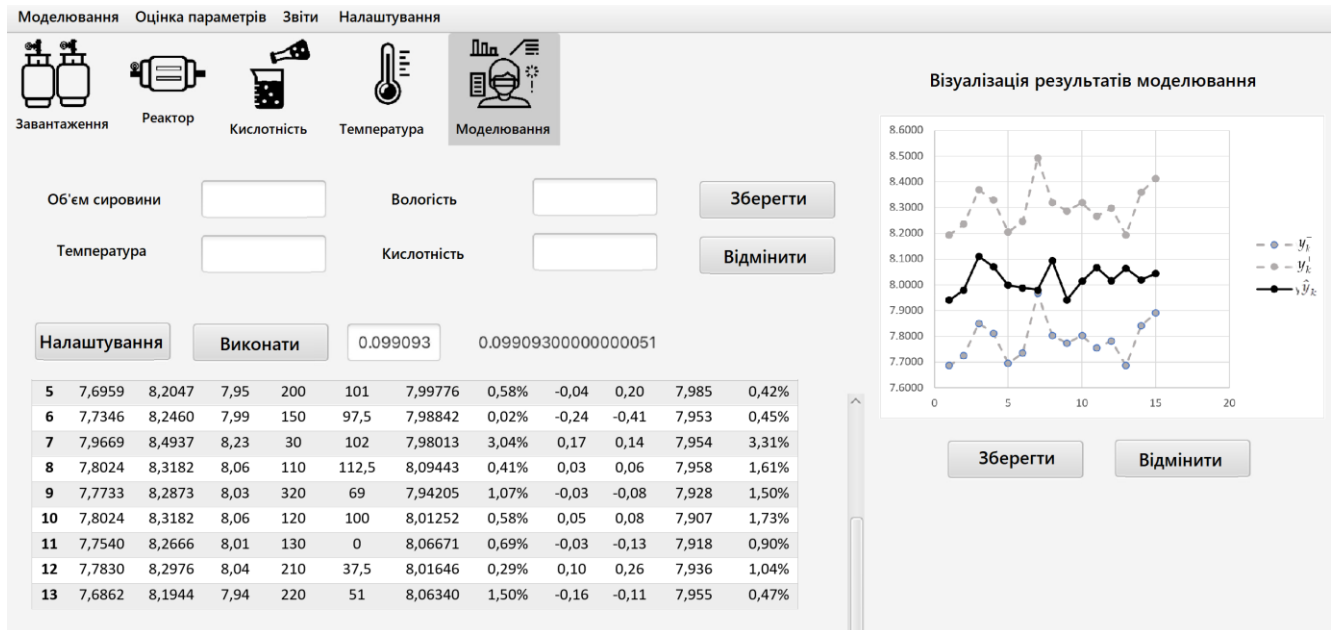 Моделювання Оцінка параметрів Звіти Налаштування
Завантаження Реактор Кислотність Температура Моделювання
Об'єм сировини Вологість Зберегти
Температура Кислотність Відмінити
Налаштування Виконати 0.099093 0.09909300000000051
5 7,6959 8,2047 7,95 200 101 7,99776 0,58% -0,04 0,20 7,985 0,42%
6 7,7346 8,2460 7,99 150 97,5 7,98842 0,02% -0,24 -0,41 7,953 0,45%
7 7,9669 8,4937 8,23 30 102 7,98013 3,04% 0,17 0,14 7,954 3,31%
8 7,8024 8,3182 8,06 110 112,5 8,09443 0,41% 0,03 0,06 7,958 1,61%
9 7,7733 8,2873 8,03 320 69 7,94205 1,07% -0,03 -0,08 7,928 1,50%
10 7,8024 8,3182 8,06 120 100 8,01252 0,58% 0,05 0,08 7,907 1,73%
11 7,7540 8,2666 8,01 130 0 8,06671 0,69% -0,03 -0,13 7,918 0,90%
12 7,7830 8,2976 8,04 210 37,5 8,01646 0,29% 0,10 0,26 7,936 1,04%
13 7,6862 8,1944 7,94 220 51 8,06340 1,50% -0,16 -0,11 7,955 0,47%
Візуалізація результатів моделювання
8.6000
8.5000
8.4000
8.3000
8.2000
8.1000
8.0000
7.9000
7.8000
7.7000
7.6000
0 5 10 15 20
ŷk
Зберегти Відмінити